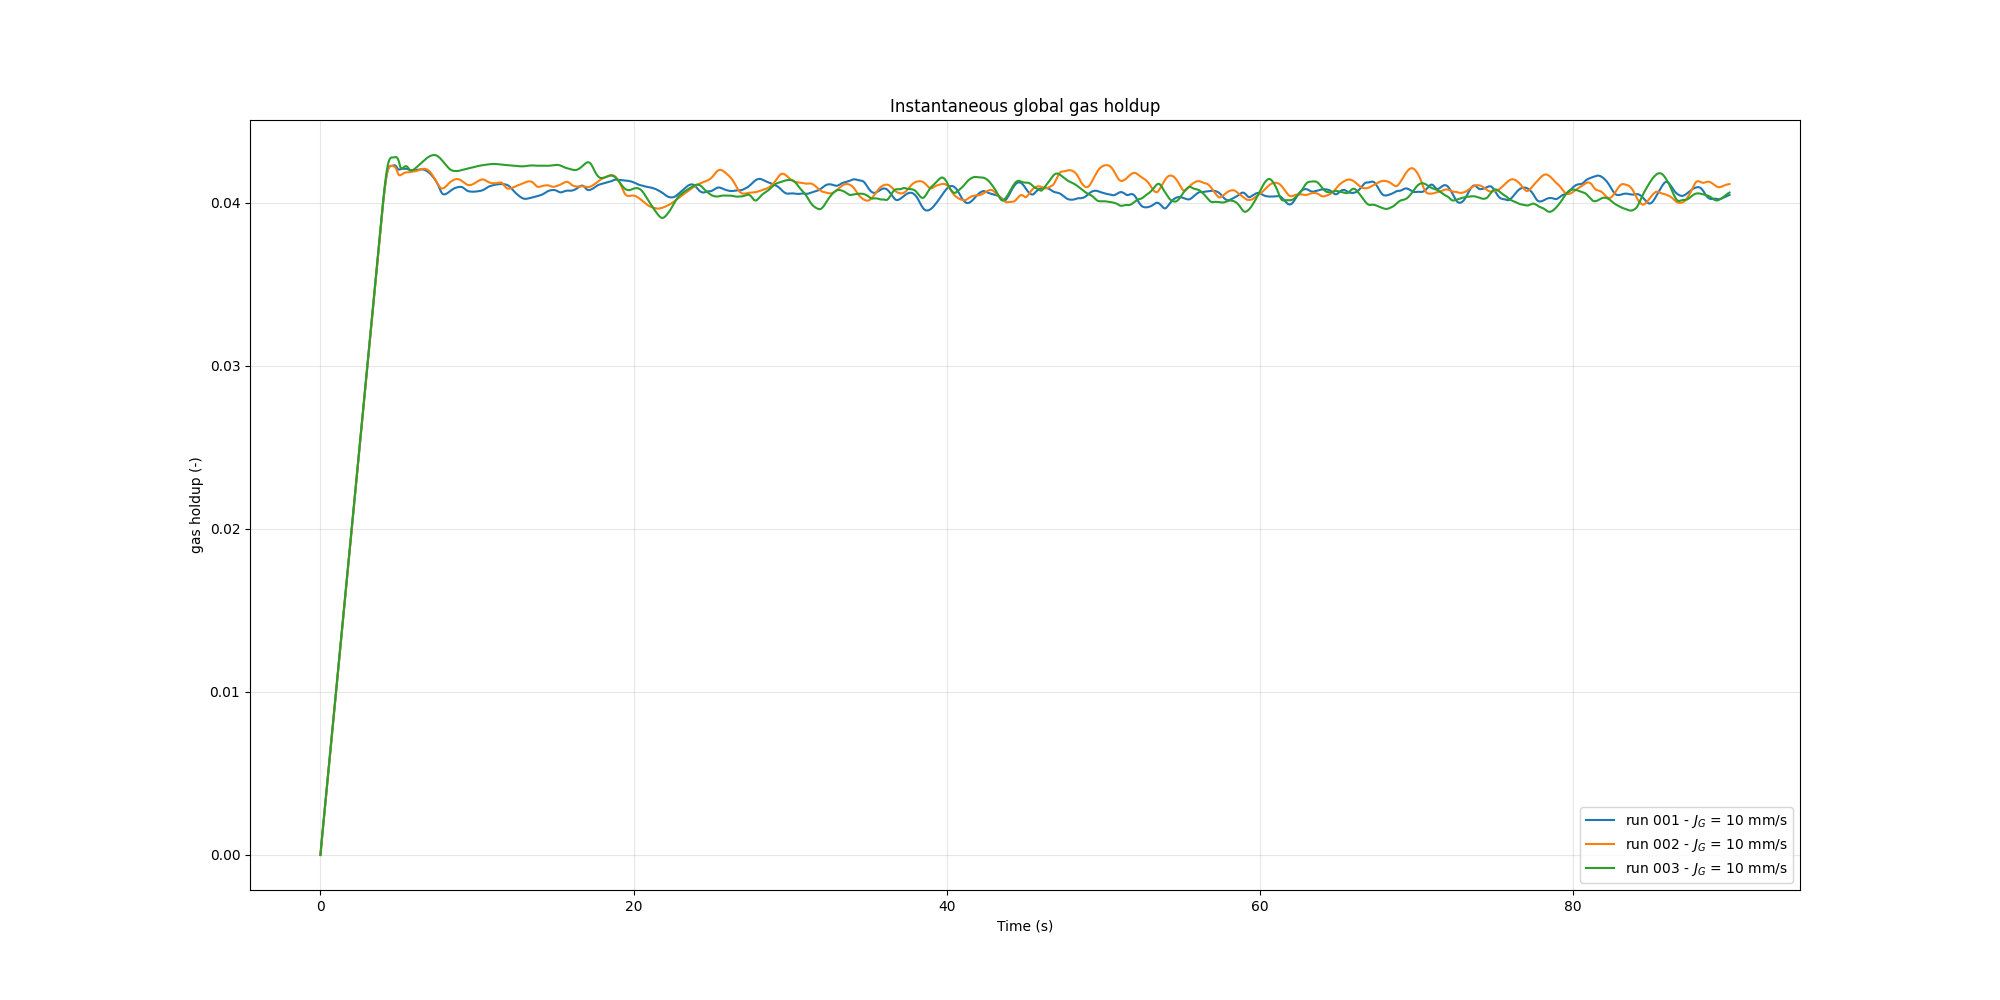 Instantaneous global gas holdup
gas holdup (-)
0.04
0.03
0.02
0.01
0.00
0 20 40 60 80
Time (s)
run 001 - J_G = 10 mm/s
run 002 - J_G = 10 mm/s
run 003 - J_G = 10 mm/s